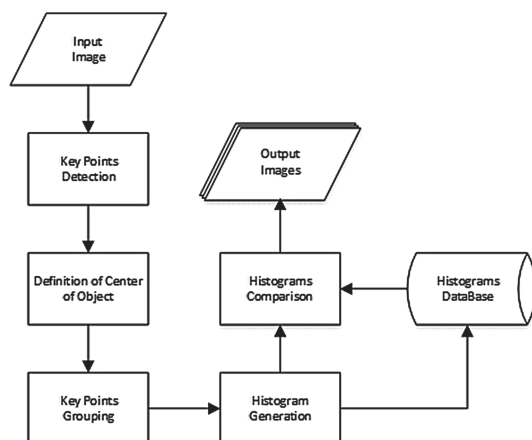 Input
Image
Key Points
Detection
Definition of Center
of Object
Key Points
Grouping
Histogram
Generation
Histograms
Comparison
Histograms
DataBase
Output
Images